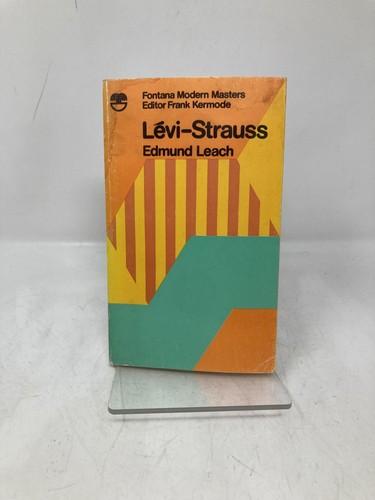 Fontana Modern Masters
Editor Frank Kermode
Lévi-Strauss
Edmund Leach